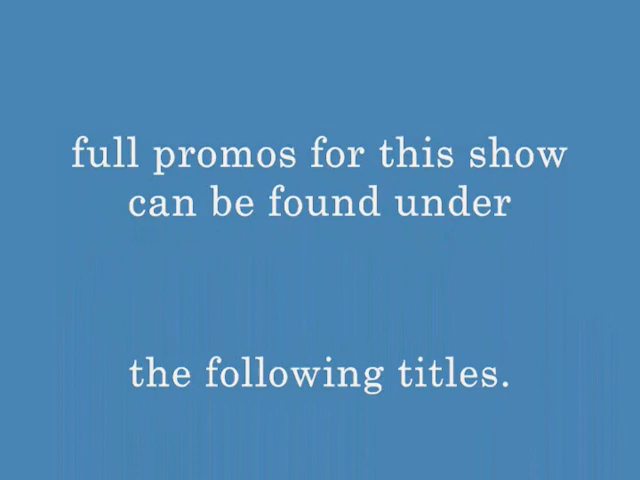 full promos for this show
can be found under
the following titles.